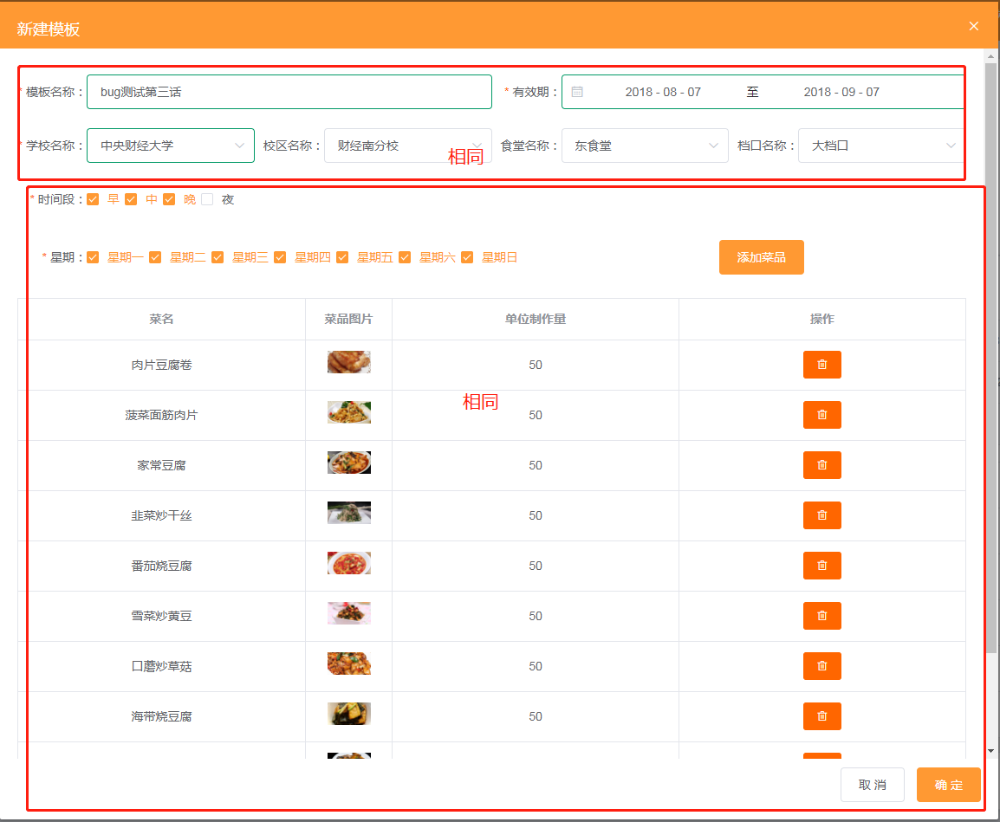 新建模板
* 模板名称： bug测试第三话 * 有效期： 2018 - 08 - 07 至 2018 - 09 - 07
* 学校名称： 中央财经大学 校区名称： 财经南分校 食堂名称： 东食堂 档口名称： 大档口
相同
* 时间段： 早 中 晚 夜
* 星期： 星期一 星期二 星期三 星期四 星期五 星期六 星期日 添加菜品
菜名 菜品图片 单位制作量 操作
肉片豆腐卷 50
相同
菠菜面筋肉片 50
家常豆腐 50
韭菜炒干丝 50
番茄烧豆腐 50
雪菜炒黄豆 50
口蘑炒草菇 50
海带烧豆腐 50
取 消 确 定